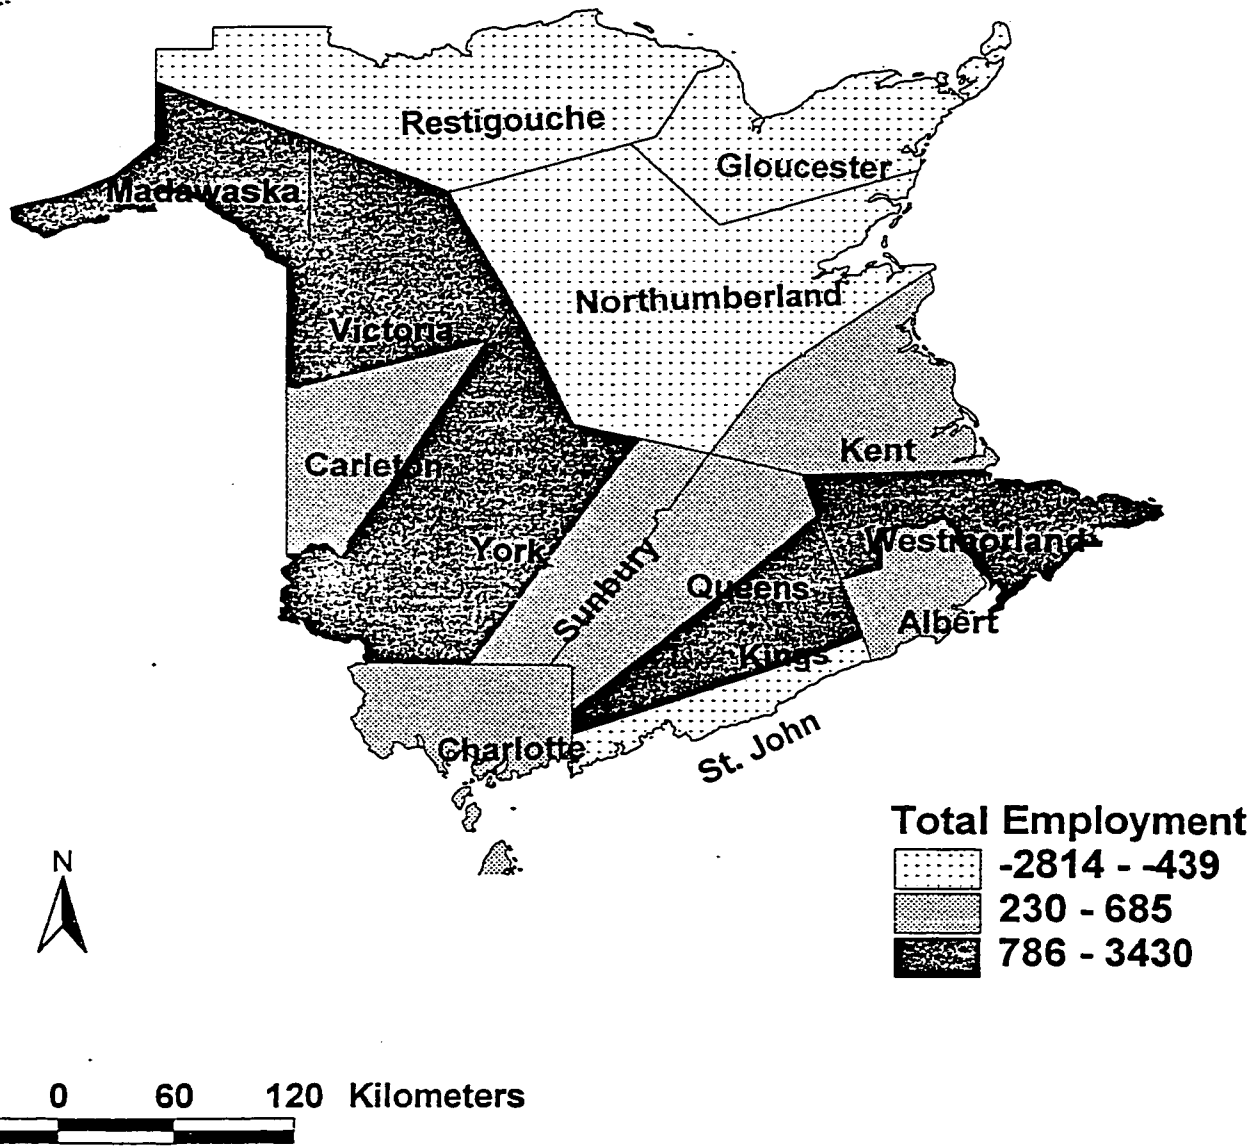 Restigouche
Gloucester
Madawaska
Northumberland
Victoria
Kent
Carleton
York
Westmorland
Sunbury
Queens
Albert
Kings
St. John
Charlotte
Total Employment
-2814 - -439
230 - 685
786 - 3430
N
0 60 120 Kilometers